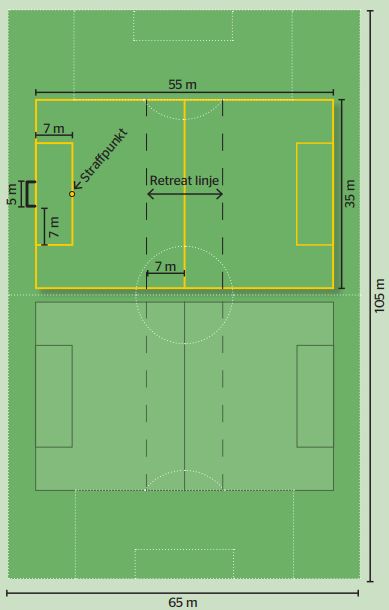 55 m
7 m
Straffpunkt
5 m
Retreat linje
35 m
7 m
7 m
105 m
65 m